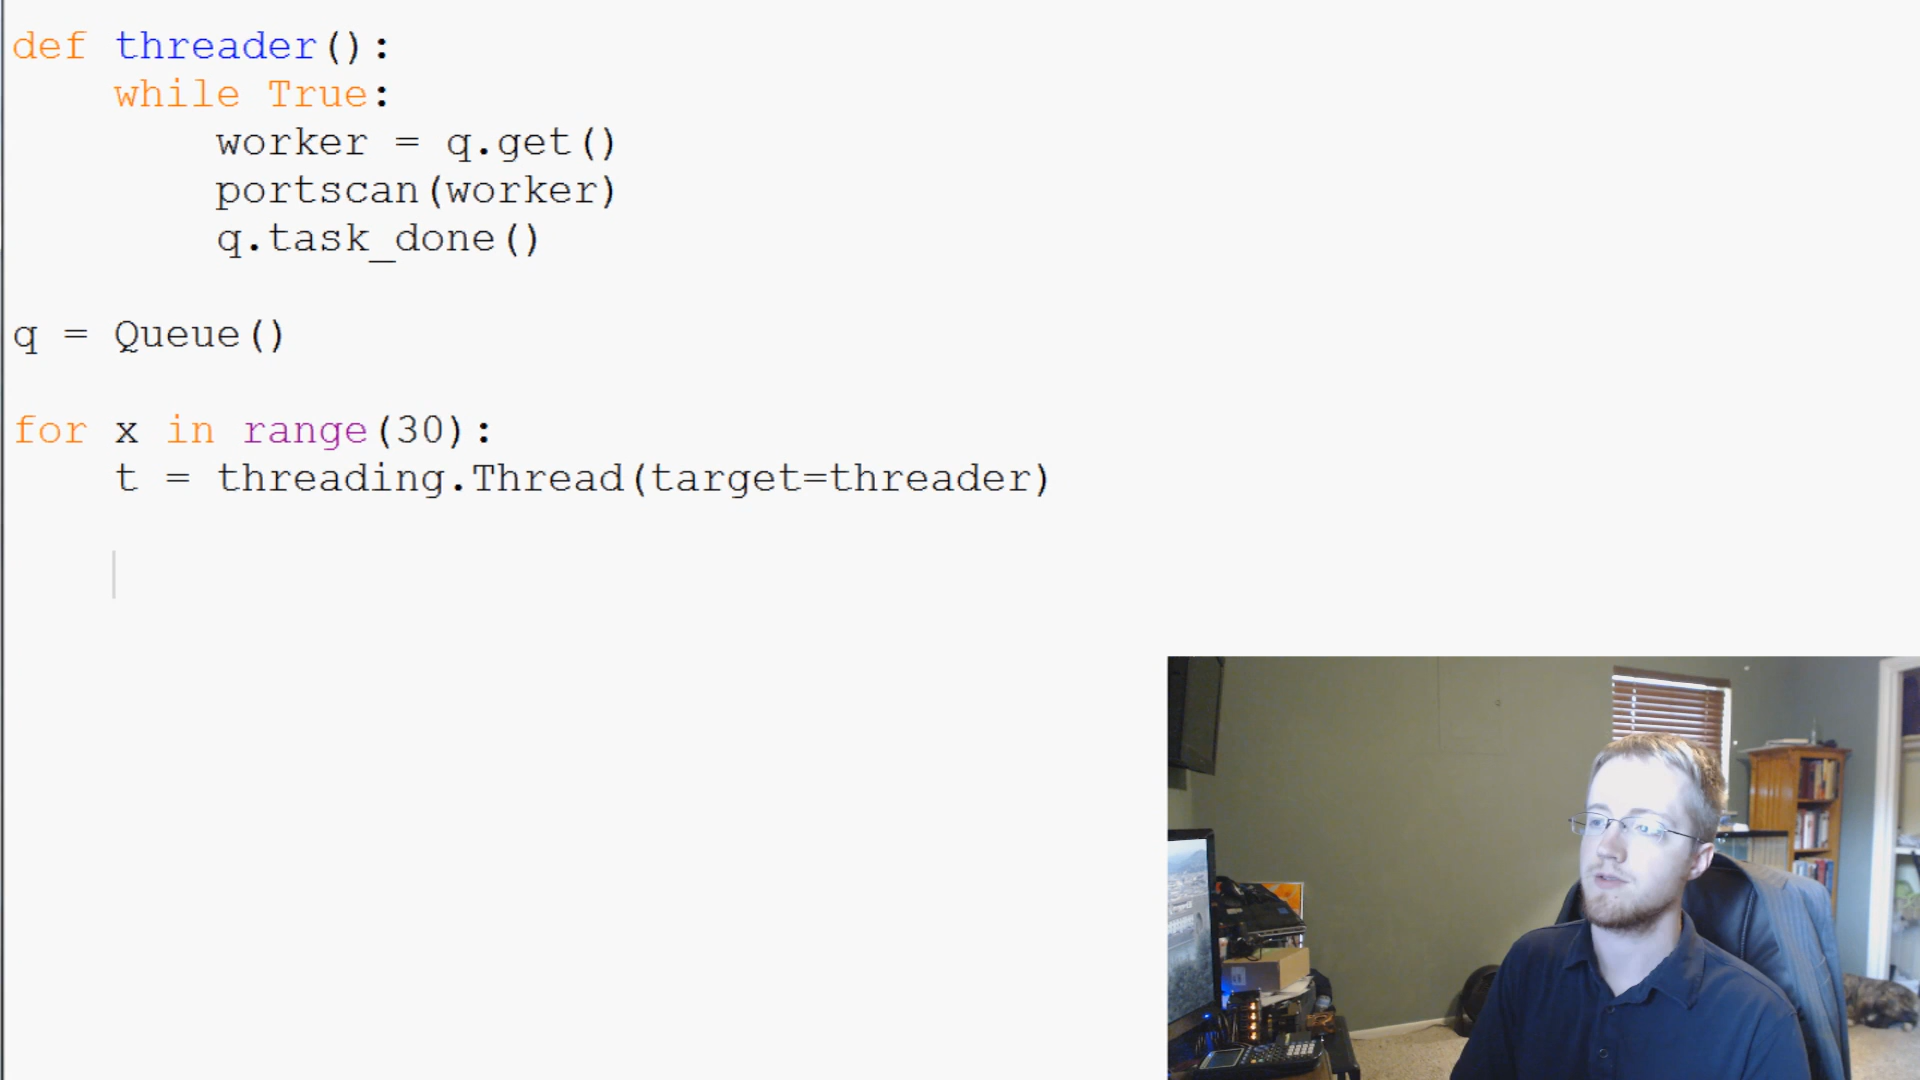 def threader():
while True:
worker = q.get()
portscan(worker)
q.task_done()
q = Queue()
for x in range(30):
t = threading.Thread(target=threader)